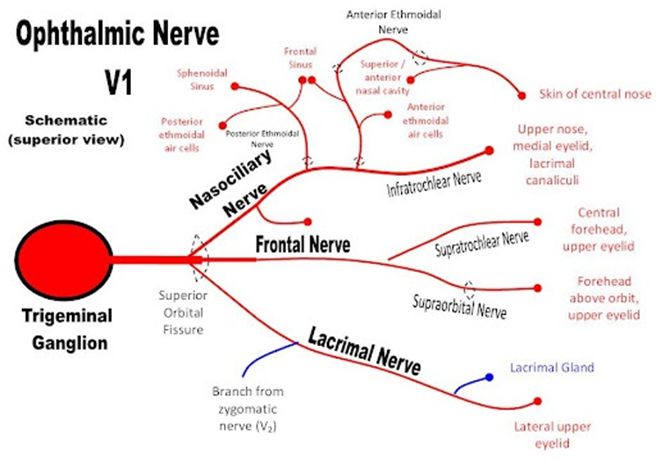 Ophthalmic Nerve
V1
Schematic
(superior view)
Anterior Ethmoidal
Nerve
Frontal
Sinus
Sphenoidal
Sinus
Superior /
anterior
nasal cavity
Skin of central nose
Posterior
ethmoidal
air cells
Posterior Ethmoidal
Nerve
Anterior
ethmoidal
air cells
Nasociliary
Nerve
Infratrochlear Nerve
Upper nose,
medial eyelid,
lacrimal
canaliculi
Frontal Nerve
Supratrochlear Nerve
Central
forehead,
upper eyelid
Trigeminal
Ganglion
Superior
Orbital
Fissure
Supraorbital Nerve
Forehead
above orbit,
upper eyelid
Lacrimal Nerve
Lacrimal Gland
Branch from
zygomatic
nerve (V₂)
Lateral upper
eyelid